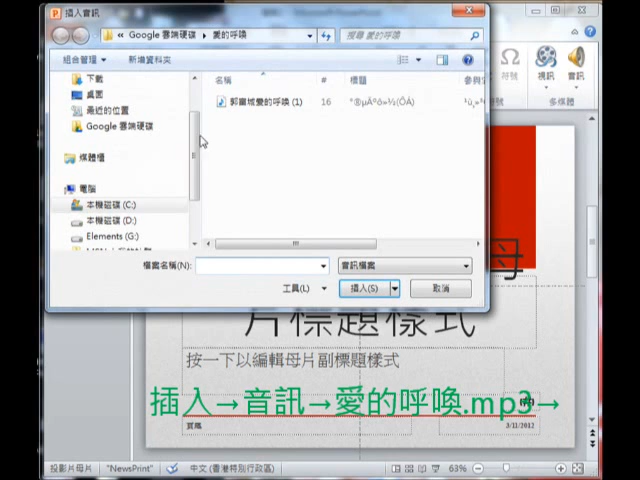 插入音訊
« Google 雲端硬碟 ▸ 愛的呼喚
搜尋 愛的呼喚
組合管理 ▾ 新增資料夾
名稱 # 標題
下載
桌面
最近的位置
Google 雲端硬碟
媒體櫃
電腦
本機磁碟 (C:)
本機磁碟 (D:)
Elements (G:)
郭富城愛的呼喚 (1) 16
檔案名稱(N):
音訊檔案
工具(L)
插入(S)
取消
符號 視訊 音訊
多媒體
母
片標題樣式
按一下以編輯母片副標題樣式
插入→音訊→愛的呼喚.mp3→
頁尾
3/11/2012
投影片母片 "NewsPrint" 中文 (香港特別行政區) 63%